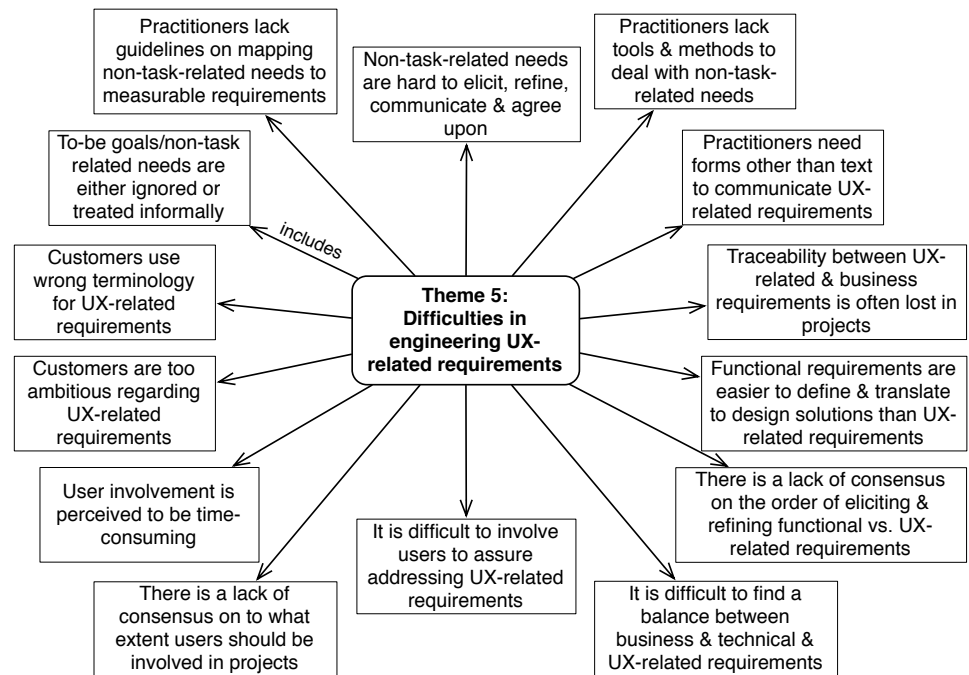 Practitioners lack
guidelines on mapping
non-task-related needs to
measurable requirements
Non-task-related needs
are hard to elicit, refine,
communicate & agree
upon
Practitioners lack
tools & methods to
deal with non-task-
related needs
To-be goals/non-task
related needs are
either ignored or
treated informally
Practitioners need
forms other than text
to communicate UX-
related requirements
includes
Customers use
wrong terminology
for UX-related
requirements
Theme 5:
Difficulties in
engineering UX-
related requirements
Traceability between UX-
related & business
requirements is often lost in
projects
Customers are too
ambitious regarding
UX-related
requirements
Functional requirements are
easier to define & translate
to design solutions than UX-
related requirements
User involvement is
perceived to be time-
consuming
There is a lack of consensus
on the order of eliciting &
refining functional vs. UX-
related requirements
It is difficult to involve
users to assure
addressing UX-related
requirements
There is a lack of
consensus on to what
extent users should be
involved in projects
It is difficult to find a
balance between
business & technical &
UX-related requirements